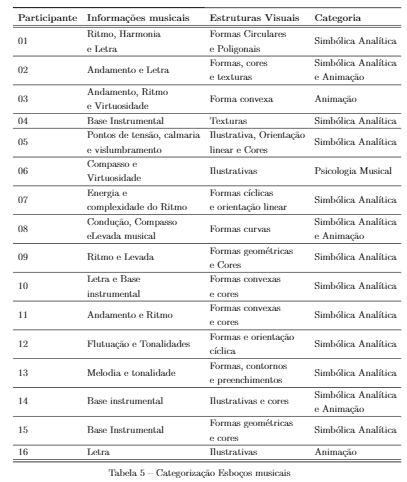 Participante Informações musicais Estruturas Visuais Categoria
01 Ritmo, Harmonia e Letra Formas Circulares e Poligonais Simbólica Analítica
02 Andamento e Letra Formas, cores e texturas Simbólica Analítica e Animação
03 Andamento, Ritmo e Virtuosidade Forma convexa Animação
04 Base Instrumental Texturas Simbólica Analítica
05 Pontos de tensão, calmaria e vislumbramento Ilustrativa, Orientação linear e Cores Simbólica Analítica
06 Compasso e Virtuosidade Ilustrativas Psicologia Musical
07 Energia e complexidade do Ritmo Formas cíclicas e orientação linear Simbólica Analítica
08 Condução, Compasso eLevada musical Formas curvas Simbólica Analítica e Animação
09 Ritmo e Levada Formas geométricas e Cores Simbólica Analítica
10 Letra e Base instrumental Formas convexas e cores Simbólica Analítica
11 Andamento e Ritmo Formas convexas e cores Simbólica Analítica
12 Flutuação e Tonalidades Formas e orientação cíclica Simbólica Analítica
13 Melodia e tonalidade Formas, contornos e preenchimentos Simbólica Analítica
14 Base instrumental Ilustrativas e cores Simbólica Analítica e Animação
15 Base Instrumental Formas geométricas e cores Simbólica Analítica
16 Letra Ilustrativas Animação
Tabela 5 – Categorização Esboços musicais